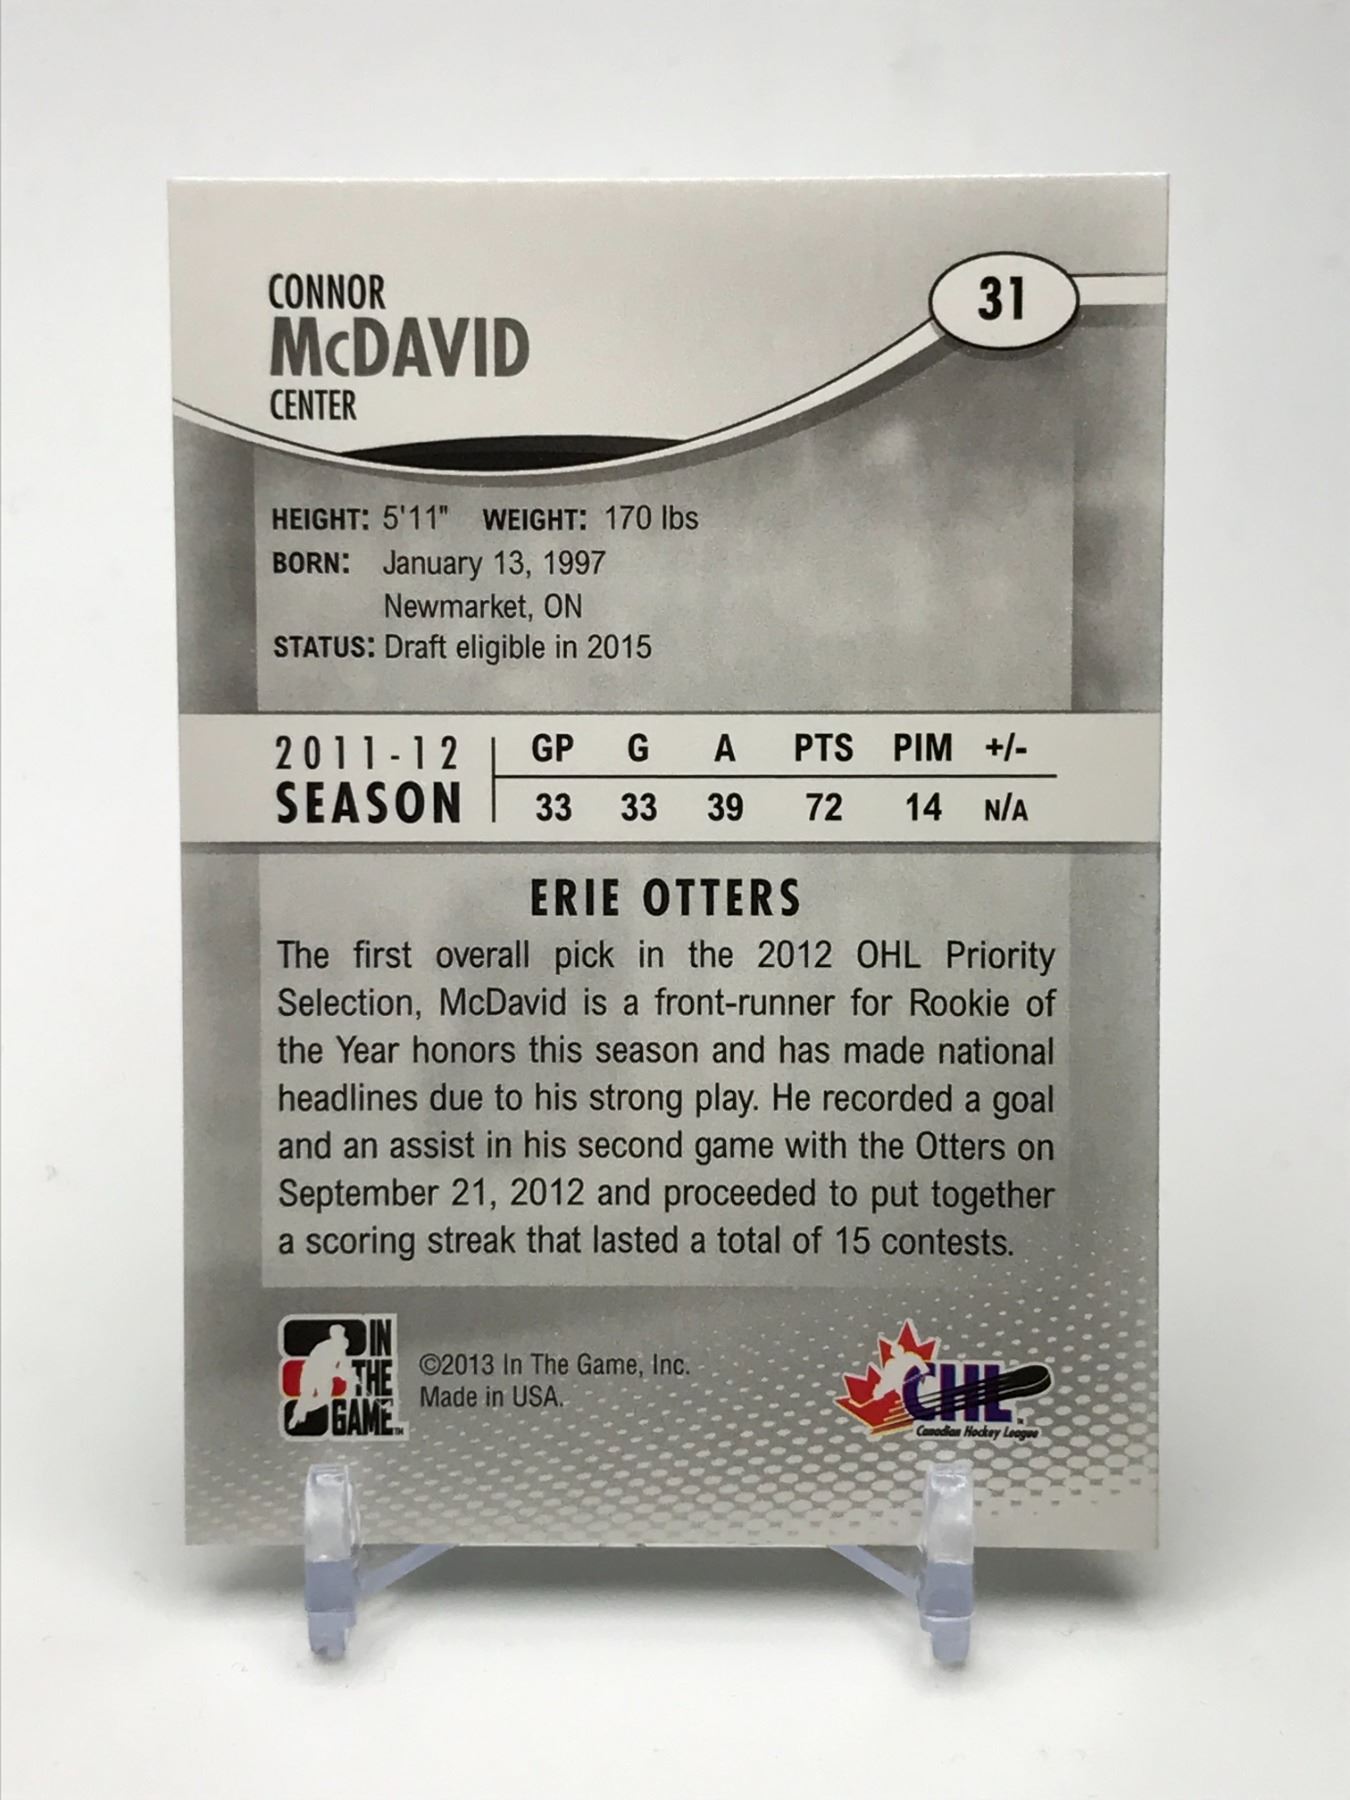 CONNOR
McDAVID
CENTER
31
HEIGHT: 5'11" WEIGHT: 170 lbs
BORN: January 13, 1997
Newmarket, ON
STATUS: Draft eligible in 2015
2011-12 GP G A PTS PIM +/-
SEASON 33 33 39 72 14 N/A
ERIE OTTERS
The first overall pick in the 2012 OHL Priority
Selection, McDavid is a front-runner for Rookie of
the Year honors this season and has made national
headlines due to his strong play. He recorded a goal
and an assist in his second game with the Otters on
September 21, 2012 and proceeded to put together
a scoring streak that lasted a total of 15 contests.
IN
THE
GAME™
©2013 In The Game, Inc.
Made in USA.
CHL™
Canadian Hockey League